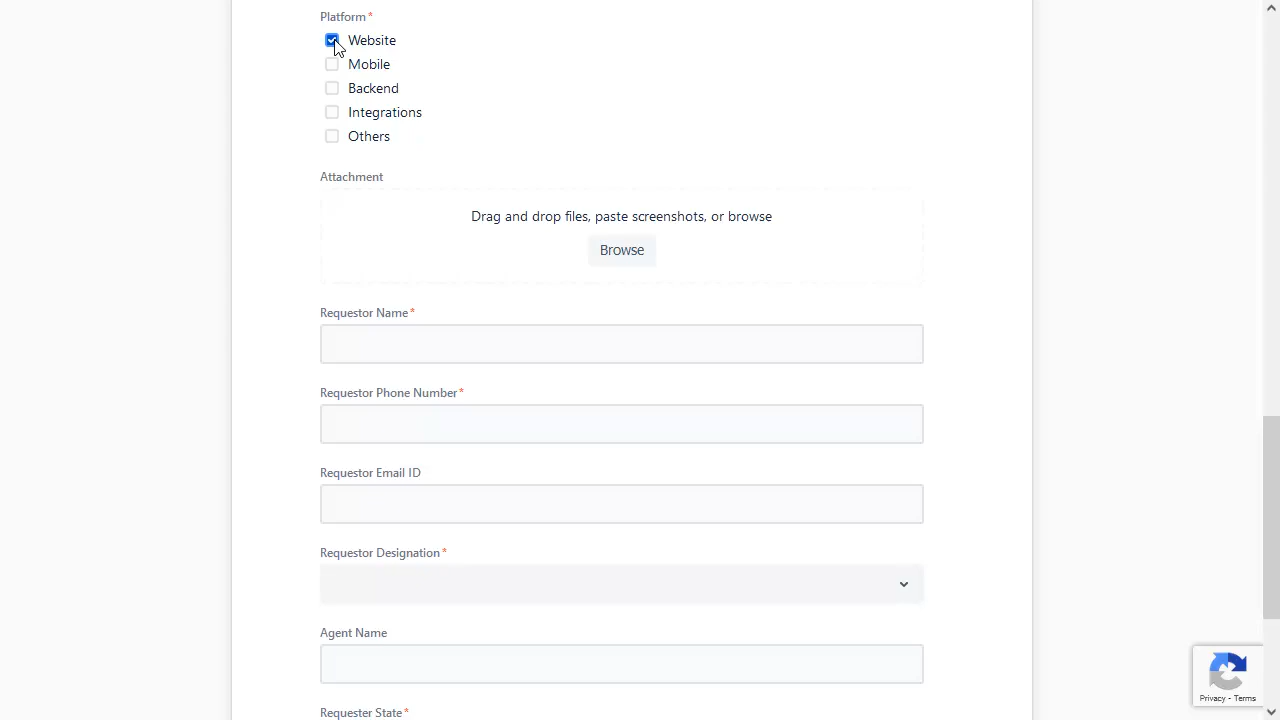 Platform*
Website
Mobile
Backend
Integrations
Others
Attachment
Drag and drop files, paste screenshots, or browse
Browse
Requestor Name*
Requestor Phone Number*
Requestor Email ID
Requestor Designation*
Agent Name
Requester State*
Privacy - Terms